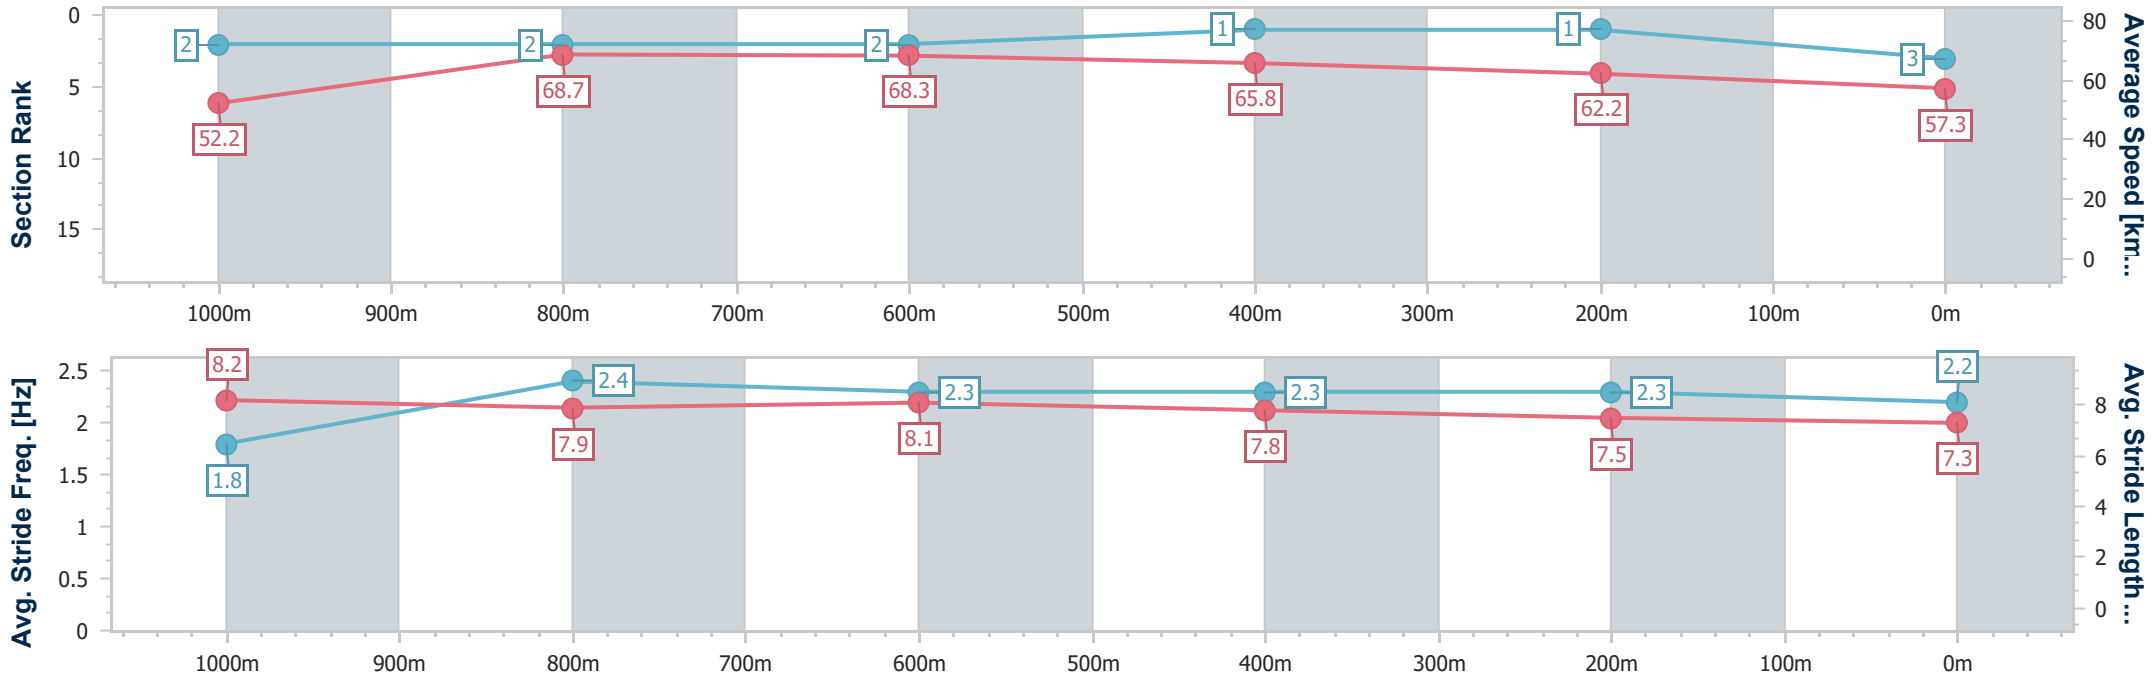 Section Rank
0
5
10
15
2
2
2
1
1
3
52.2
68.7
68.3
65.8
62.2
57.3
80
60
40
20
0
Average Speed [km...
1000m
900m
800m
700m
600m
500m
400m
300m
200m
100m
0m
Avg. Stride Freq. [Hz]
2.5
2
1.5
1
0.5
0
8.2
7.9
8.1
7.8
7.5
7.3
1.8
2.4
2.3
2.3
2.3
2.2
8
6
4
2
0
Avg. Stride Length ...
1000m
900m
800m
700m
600m
500m
400m
300m
200m
100m
0m